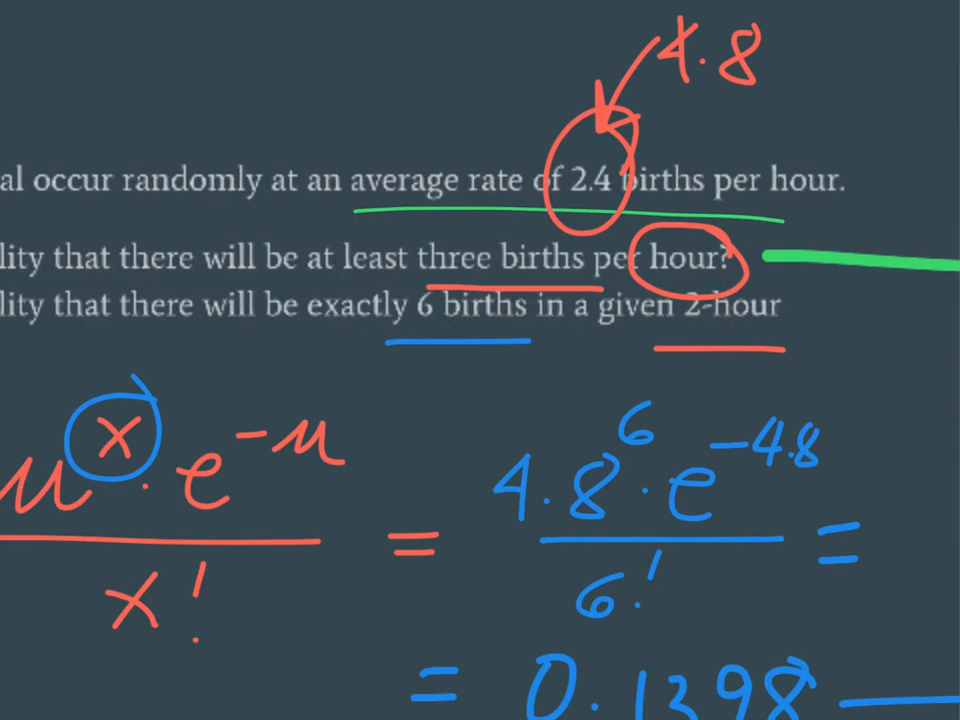 4.8
al occur randomly at an average rate of 2.4 births per hour.
lity that there will be at least three births per hour?
lity that there will be exactly 6 births in a given 2-hour
μ^x · e^-μ / x! = 4.8^6 · e^-4.8 / 6! =
= 0.1398